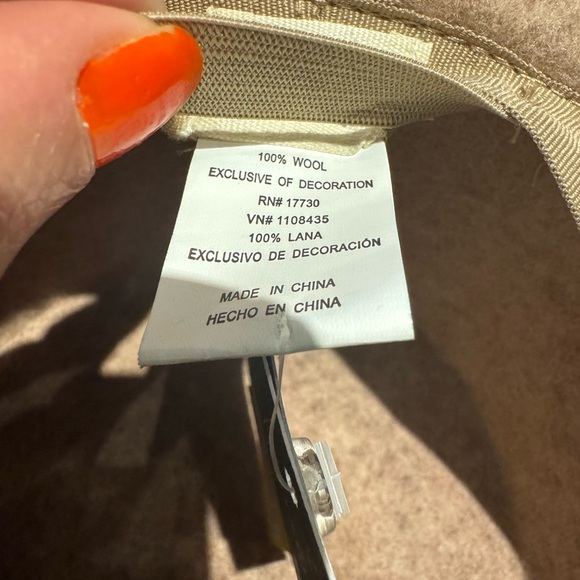 100% WOOL
EXCLUSIVE OF DECORATION
RN# 17730
VN# 1108435
100% LANA
EXCLUSIVO DE DECORACIÓN
MADE IN CHINA
HECHO EN CHINA